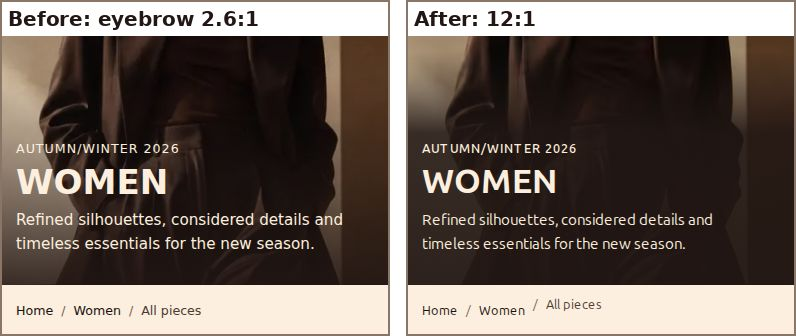 Before: eyebrow 2.6:1
AUTUMN/WINTER 2026
WOMEN
Refined silhouettes, considered details and
timeless essentials for the new season.
Home / Women / All pieces
After: 12:1
AUTUMN/WINTER 2026
WOMEN
Refined silhouettes, considered details and
timeless essentials for the new season.
Home / Women / All pieces